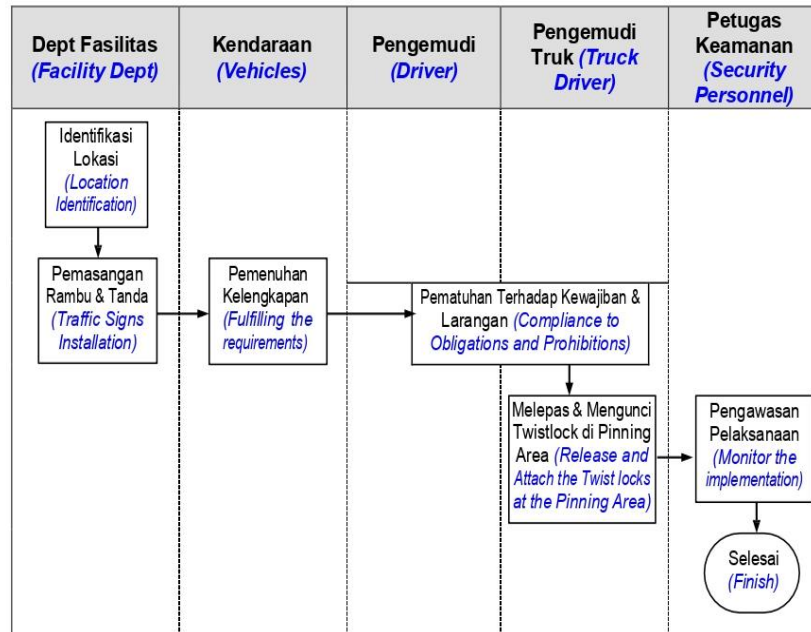 Dept Fasilitas
(Facility Dept)
Kendaraan
(Vehicles)
Pengemudi
(Driver)
Pengemudi
Truk (Truck
Driver)
Petugas
Keamanan
(Security
Personnel)
Identifikasi
Lokasi
(Location
Identification)
Pemasangan
Rambu & Tanda
(Traffic Signs
Installation)
Pemenuhan
Kelengkapan
(Fulfilling the
requirements)
Pematuhan Terhadap Kewajiban &
Larangan (Compliance to
Obligations and Prohibitions)
Melepas & Mengunci
Twistlock di Pinning
Area (Release and
Attach the Twist locks
at the Pinning Area)
Pengawasan
Pelaksanaan
(Monitor the
implementation)
Selesai
(Finish)